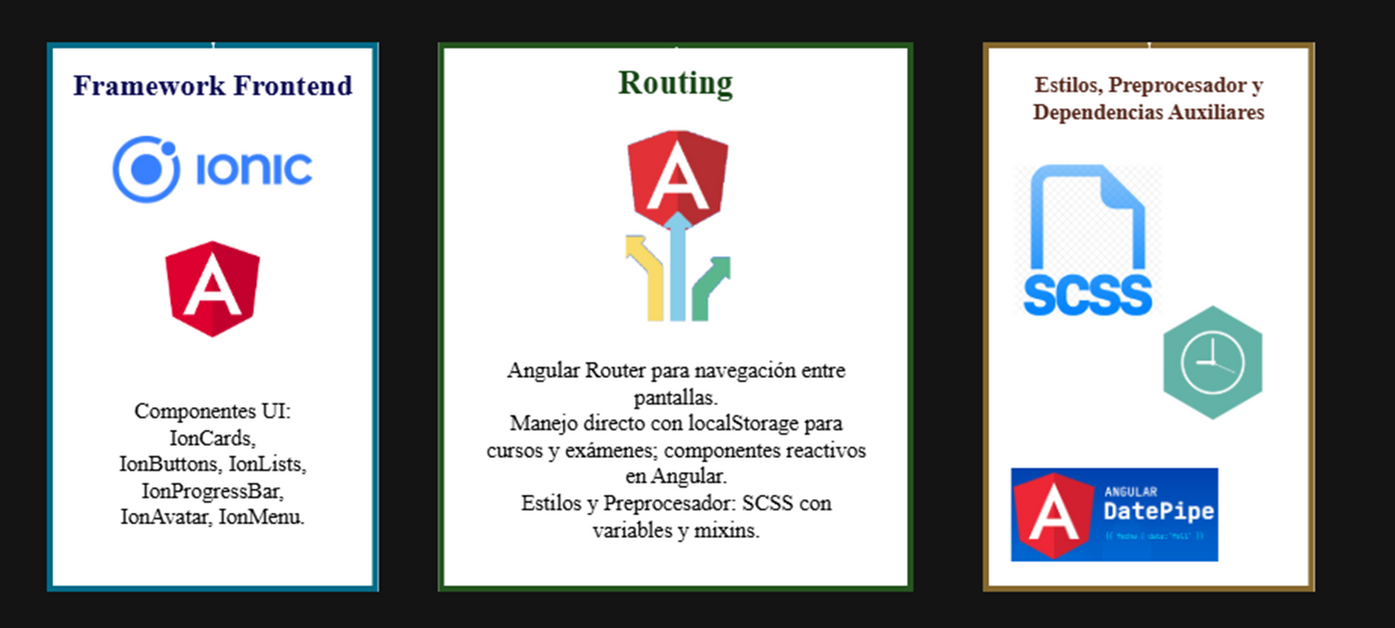 Framework Frontend
IONIC
A
Componentes UI:
IonCards,
IonButtons, IonLists,
IonProgressBar,
IonAvatar, IonMenu.
Routing
A
Angular Router para navegación entre
pantallas.
Manejo directo con localStorage para
cursos y exámenes; componentes reactivos
en Angular.
Estilos y Preprocesador: SCSS con
variables y mixins.
Estilos, Preprocesador y
Dependencias Auxiliares
SCSS
A
ANGULAR
DatePipe